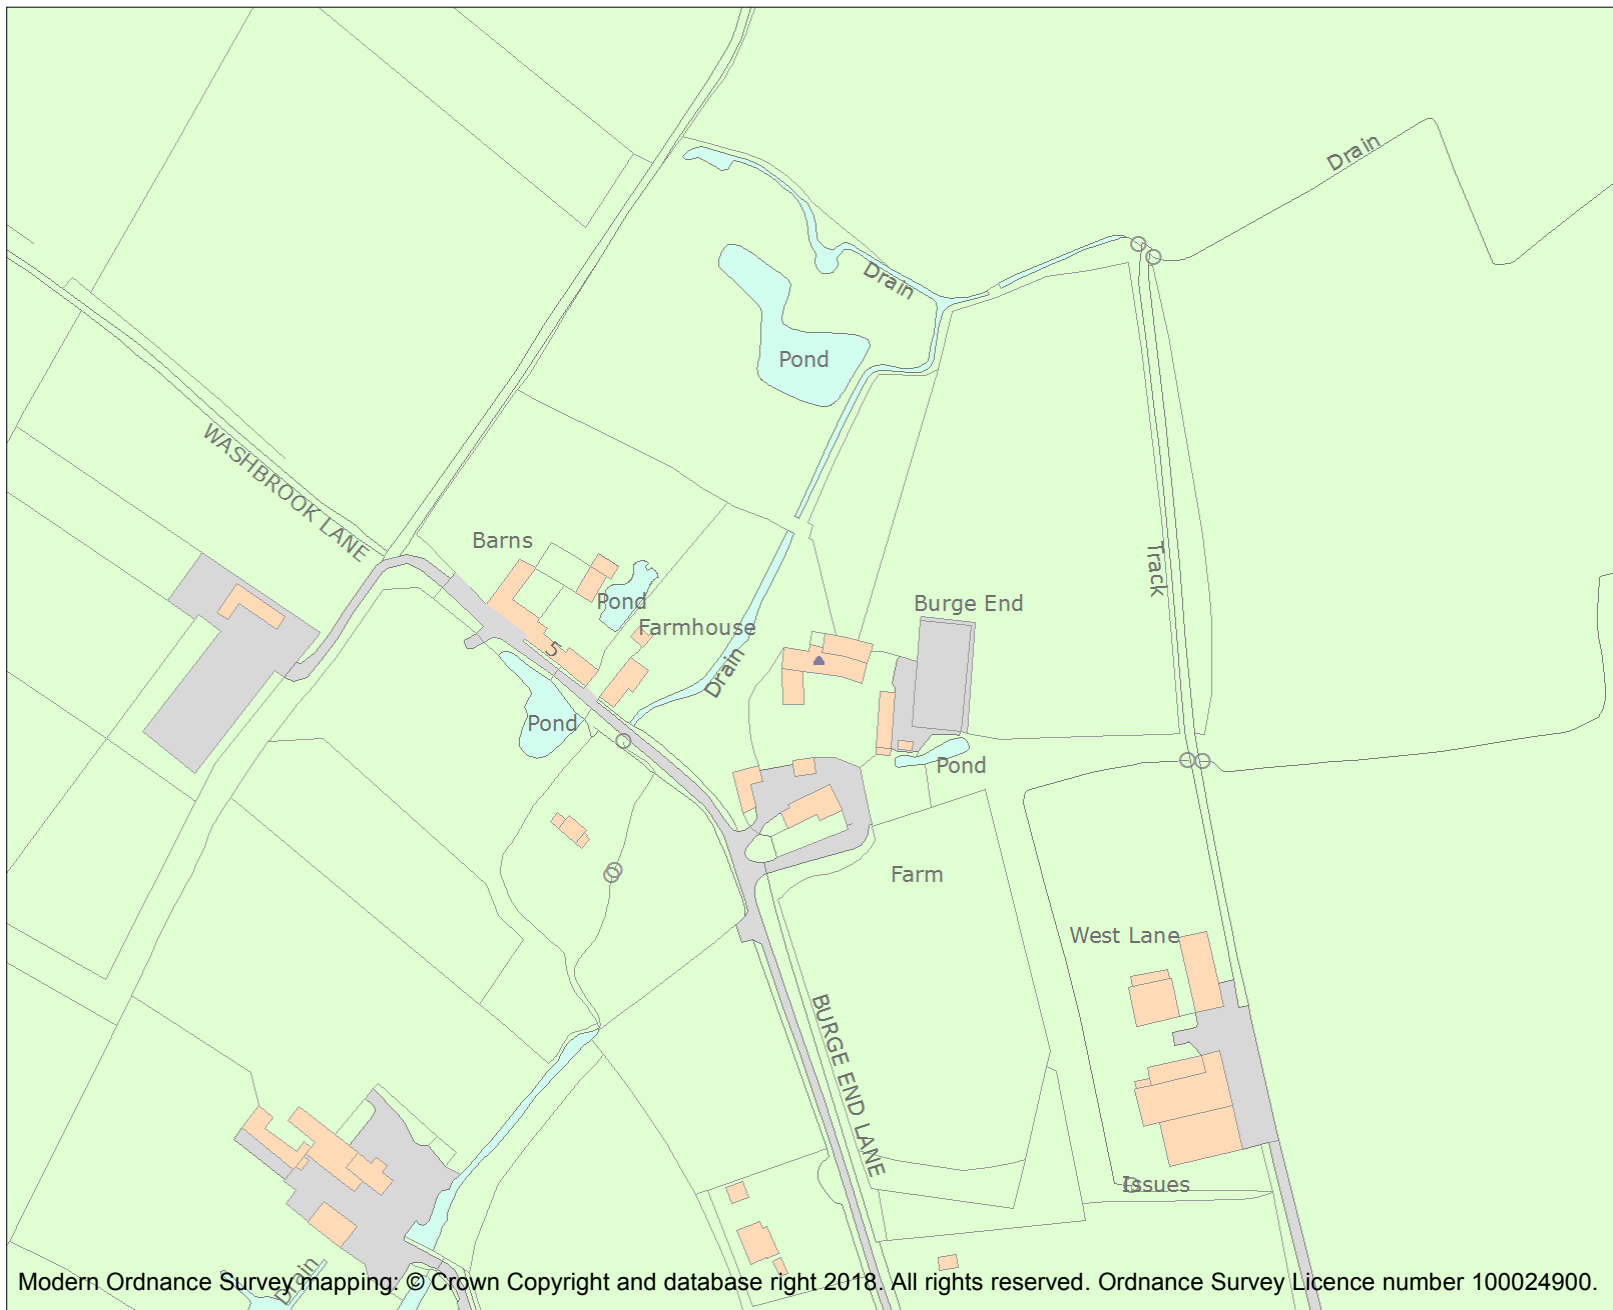 Drain
Drain
Pond
WASHBROOK LANE
Barns
Track
Pond
Burge End
Farmhouse
5
Drain
Pond
Pond
Farm
West Lane
BURGE END LANE
Issues
Drain
Modern Ordnance Survey mapping: © Crown Copyright and database right 2018. All rights reserved. Ordnance Survey Licence number 100024900.